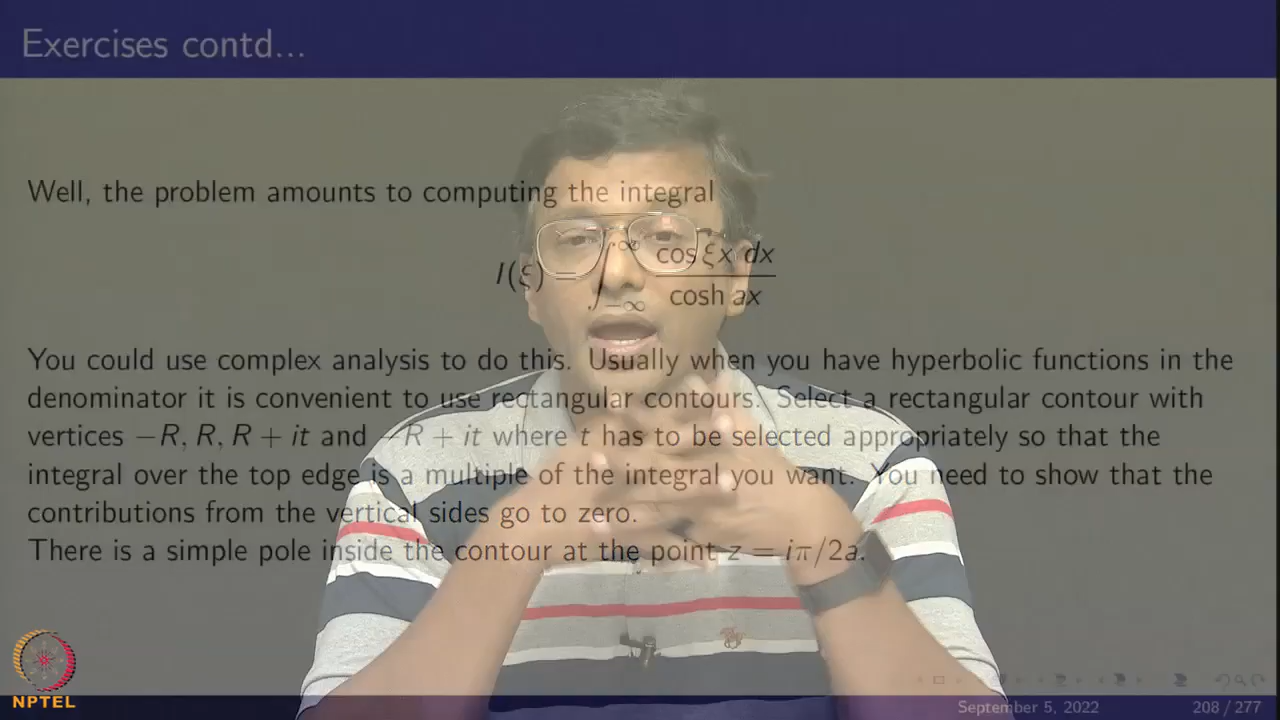 Exercises contd...
Well, the problem amounts to computing the integral
I(ξ) = ∫_{−∞}^{∞} cos ξx dx / cosh ax
You could use complex analysis to do this. Usually when you have hyperbolic functions in the
denominator it is convenient to use rectangular contours. Select a rectangular contour with
vertices −R, R, R + it and −R + it where t has to be selected appropriately so that the
integral over the top edge is a multiple of the integral you want. You need to show that the
contributions from the vertical sides go to zero.
There is a simple pole inside the contour at the point z = iπ/2a.
NPTEL
September 5, 2022 208 / 277